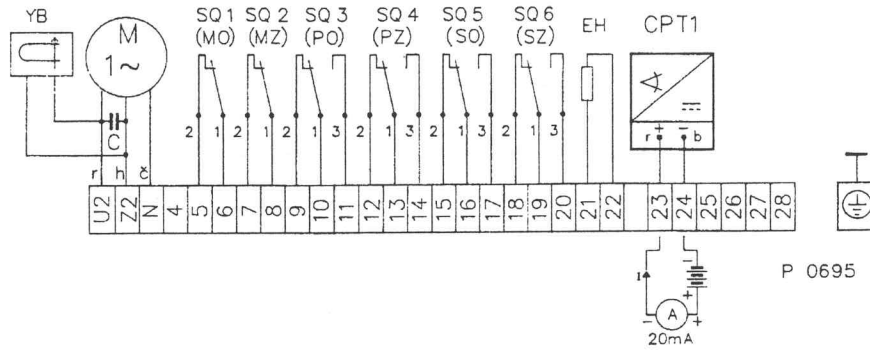 YB M 1~ SQ 1 SQ 2 SQ 3 SQ 4 SQ 5 SQ 6 EH CPT1
(MO) (MZ) (PO) (PZ) (SO) (SZ)
C 2 1 2 1 2 1 3 2 1 3 2 1 3 2 1 3 r + − b
r h č
U2 Z2 N 4 5 6 7 8 9 10 11 12 13 14 15 16 17 18 19 20 21 22 23 24 25 26 27 28
I − +
P 0695
− A +
20mA